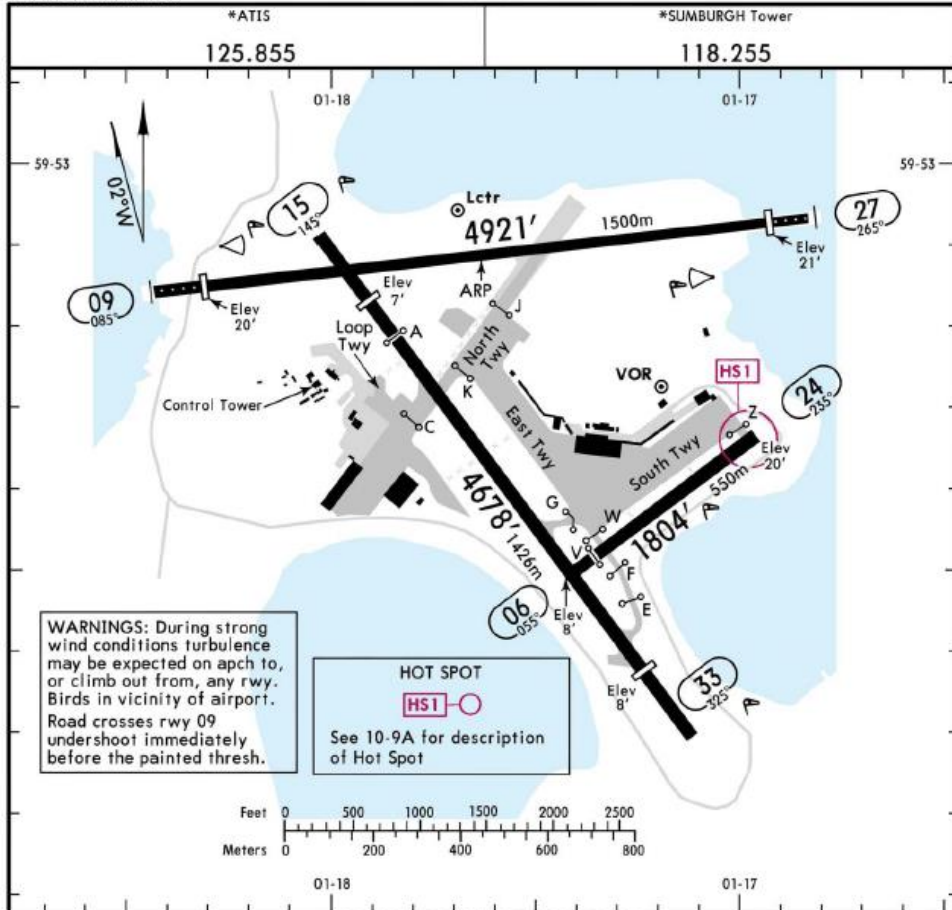 *ATIS
125.855
*SUMBURGH Tower
118.255
01-18
01-17
59-53
59-53
02°W
15
145°
Lctr
4921'
1500m
27
265°
Elev
21'
09
085°
Elev
20'
Elev
7'
ARP
J
Loop
Twy
A
North
Twy
K
Control Tower
C
VOR
HS1
24
235°
Z
Elev
20'
East Twy
South Twy
550m
1804'
G
W
V
4678'
1426m
F
E
06
055°
Elev
8'
Elev
8'
33
325°
WARNINGS: During strong
wind conditions turbulence
may be expected on apch to,
or climb out from, any rwy.
Birds in vicinity of airport.
Road crosses rwy 09
undershoot immediately
before the painted thresh.
HOT SPOT
HS1
See 10-9A for description
of Hot Spot
Feet 0 500 1000 1500 2000 2500
Meters 0 200 400 600 800
01-18
01-17